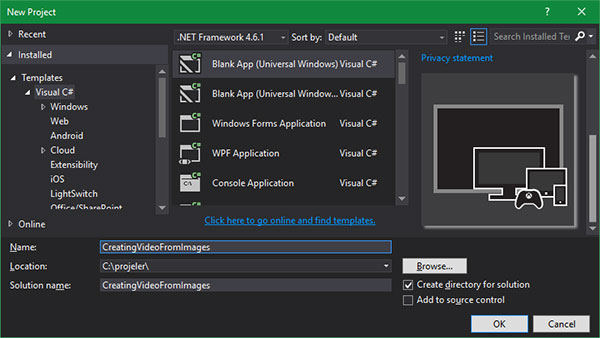 New Project
Recent
Installed
Templates
Visual C#
Windows
Web
Android
Cloud
Extensibility
iOS
LightSwitch
Office/SharePoint
Online
.NET Framework 4.6.1
Sort by: Default
Search Installed Te
Blank App (Universal Windows) Visual C#
Blank App (Universal Window... Visual C#
Windows Forms Application Visual C#
WPF Application Visual C#
Console Application Visual C#
Click here to go online and find templates.
Privacy statement
Name: CreatingVideoFromImages
Location: C:\projeler\
Browse...
Solution name: CreatingVideoFromImages
Create directory for solution
Add to source control
OK
Cancel